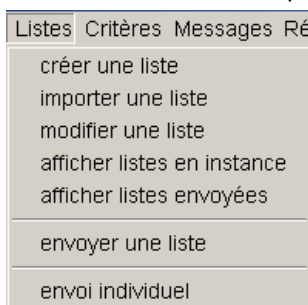 Listes Critères Messages Ré
créer une liste
importer une liste
modifier une liste
afficher listes en instance
afficher listes envoyées
envoyer une liste
envoi individuel